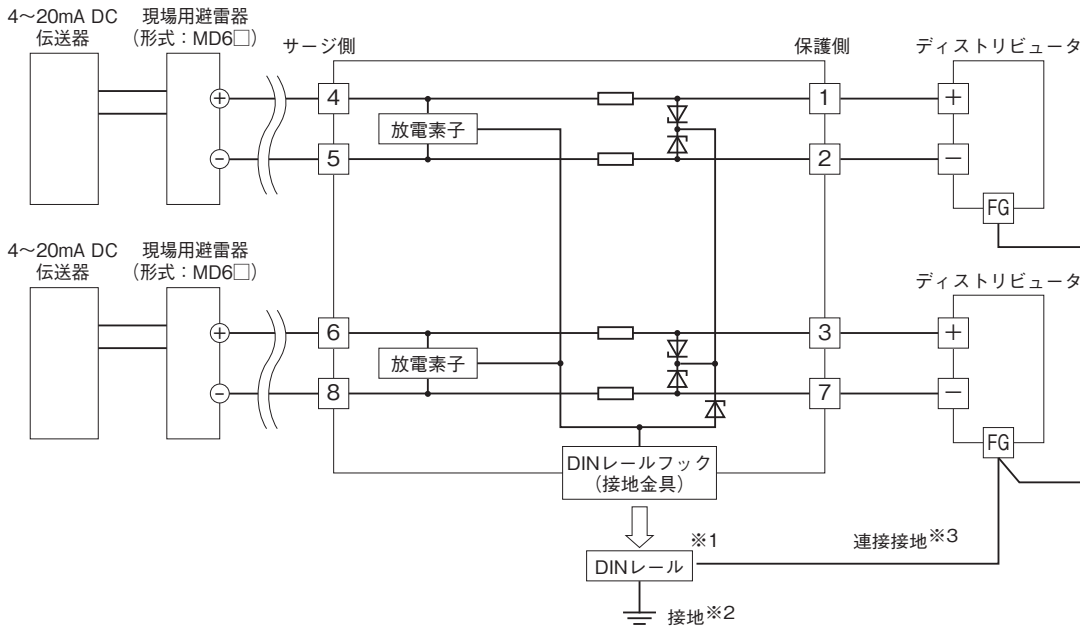 4～20mA DC
伝送器
現場用避雷器
（形式：MD6□）
サージ側
保護側
ディストリビュータ
＋
－
4
5
放電素子
1
2
＋
－
FG
4～20mA DC
伝送器
現場用避雷器
（形式：MD6□）
ディストリビュータ
＋
－
6
8
放電素子
3
7
＋
－
FG
DINレールフック
（接地金具）
※1
DINレール
連接接地※3
接地※2